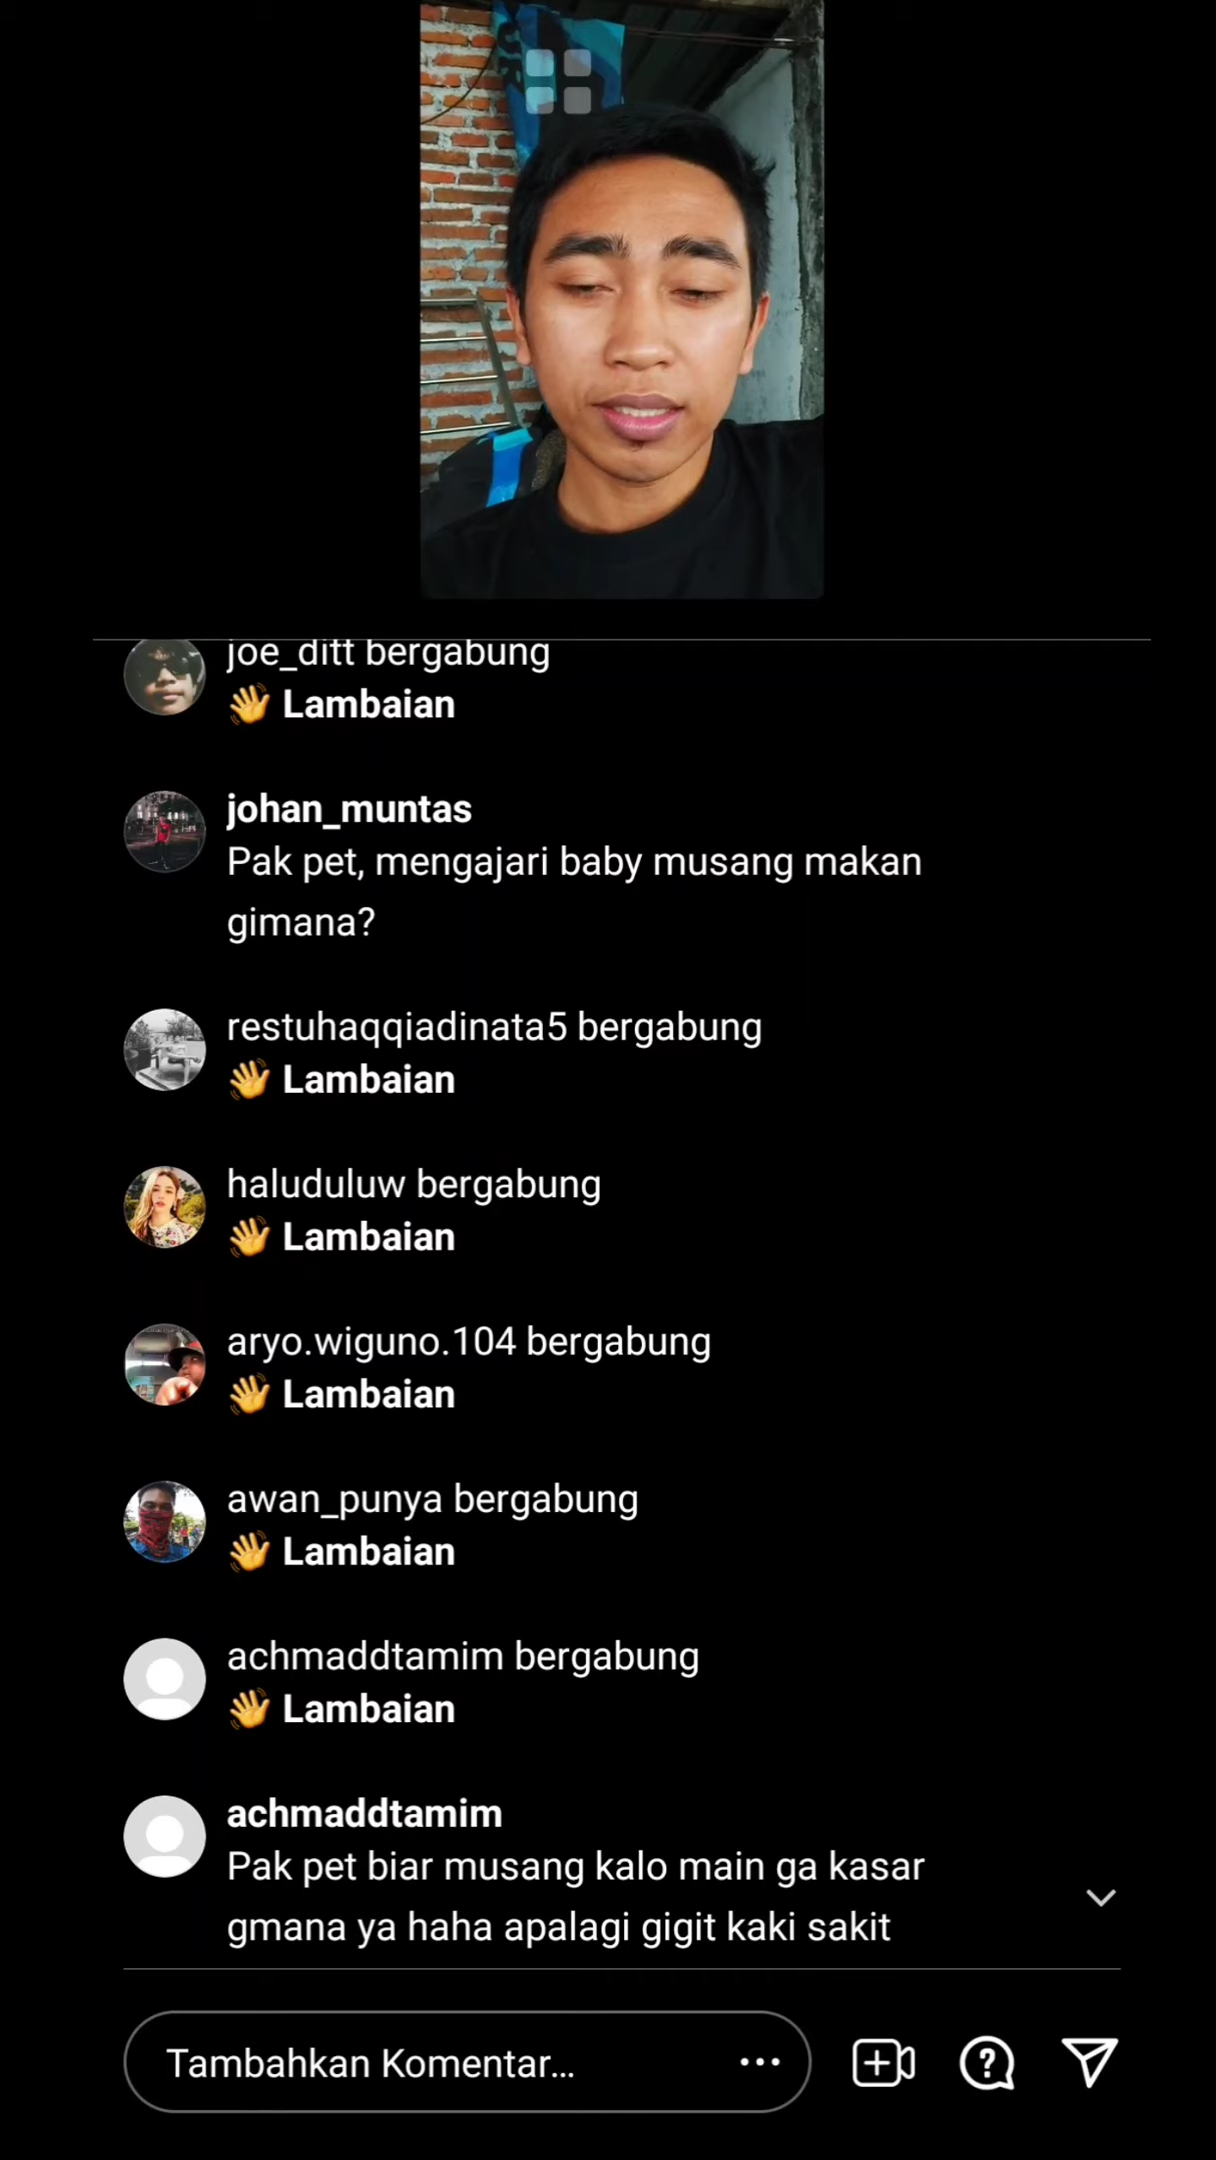 joe_ditt bergabung
👋 Lambaian
johan_muntas
Pak pet, mengajari baby musang makan
gimana?
restuhaqqiadinata5 bergabung
👋 Lambaian
haluduluw bergabung
👋 Lambaian
aryo.wiguno.104 bergabung
👋 Lambaian
awan_punya bergabung
👋 Lambaian
achmaddtamim bergabung
👋 Lambaian
achmaddtamim
Pak pet biar musang kalo main ga kasar
gmana ya haha apalagi gigit kaki sakit
Tambahkan Komentar...